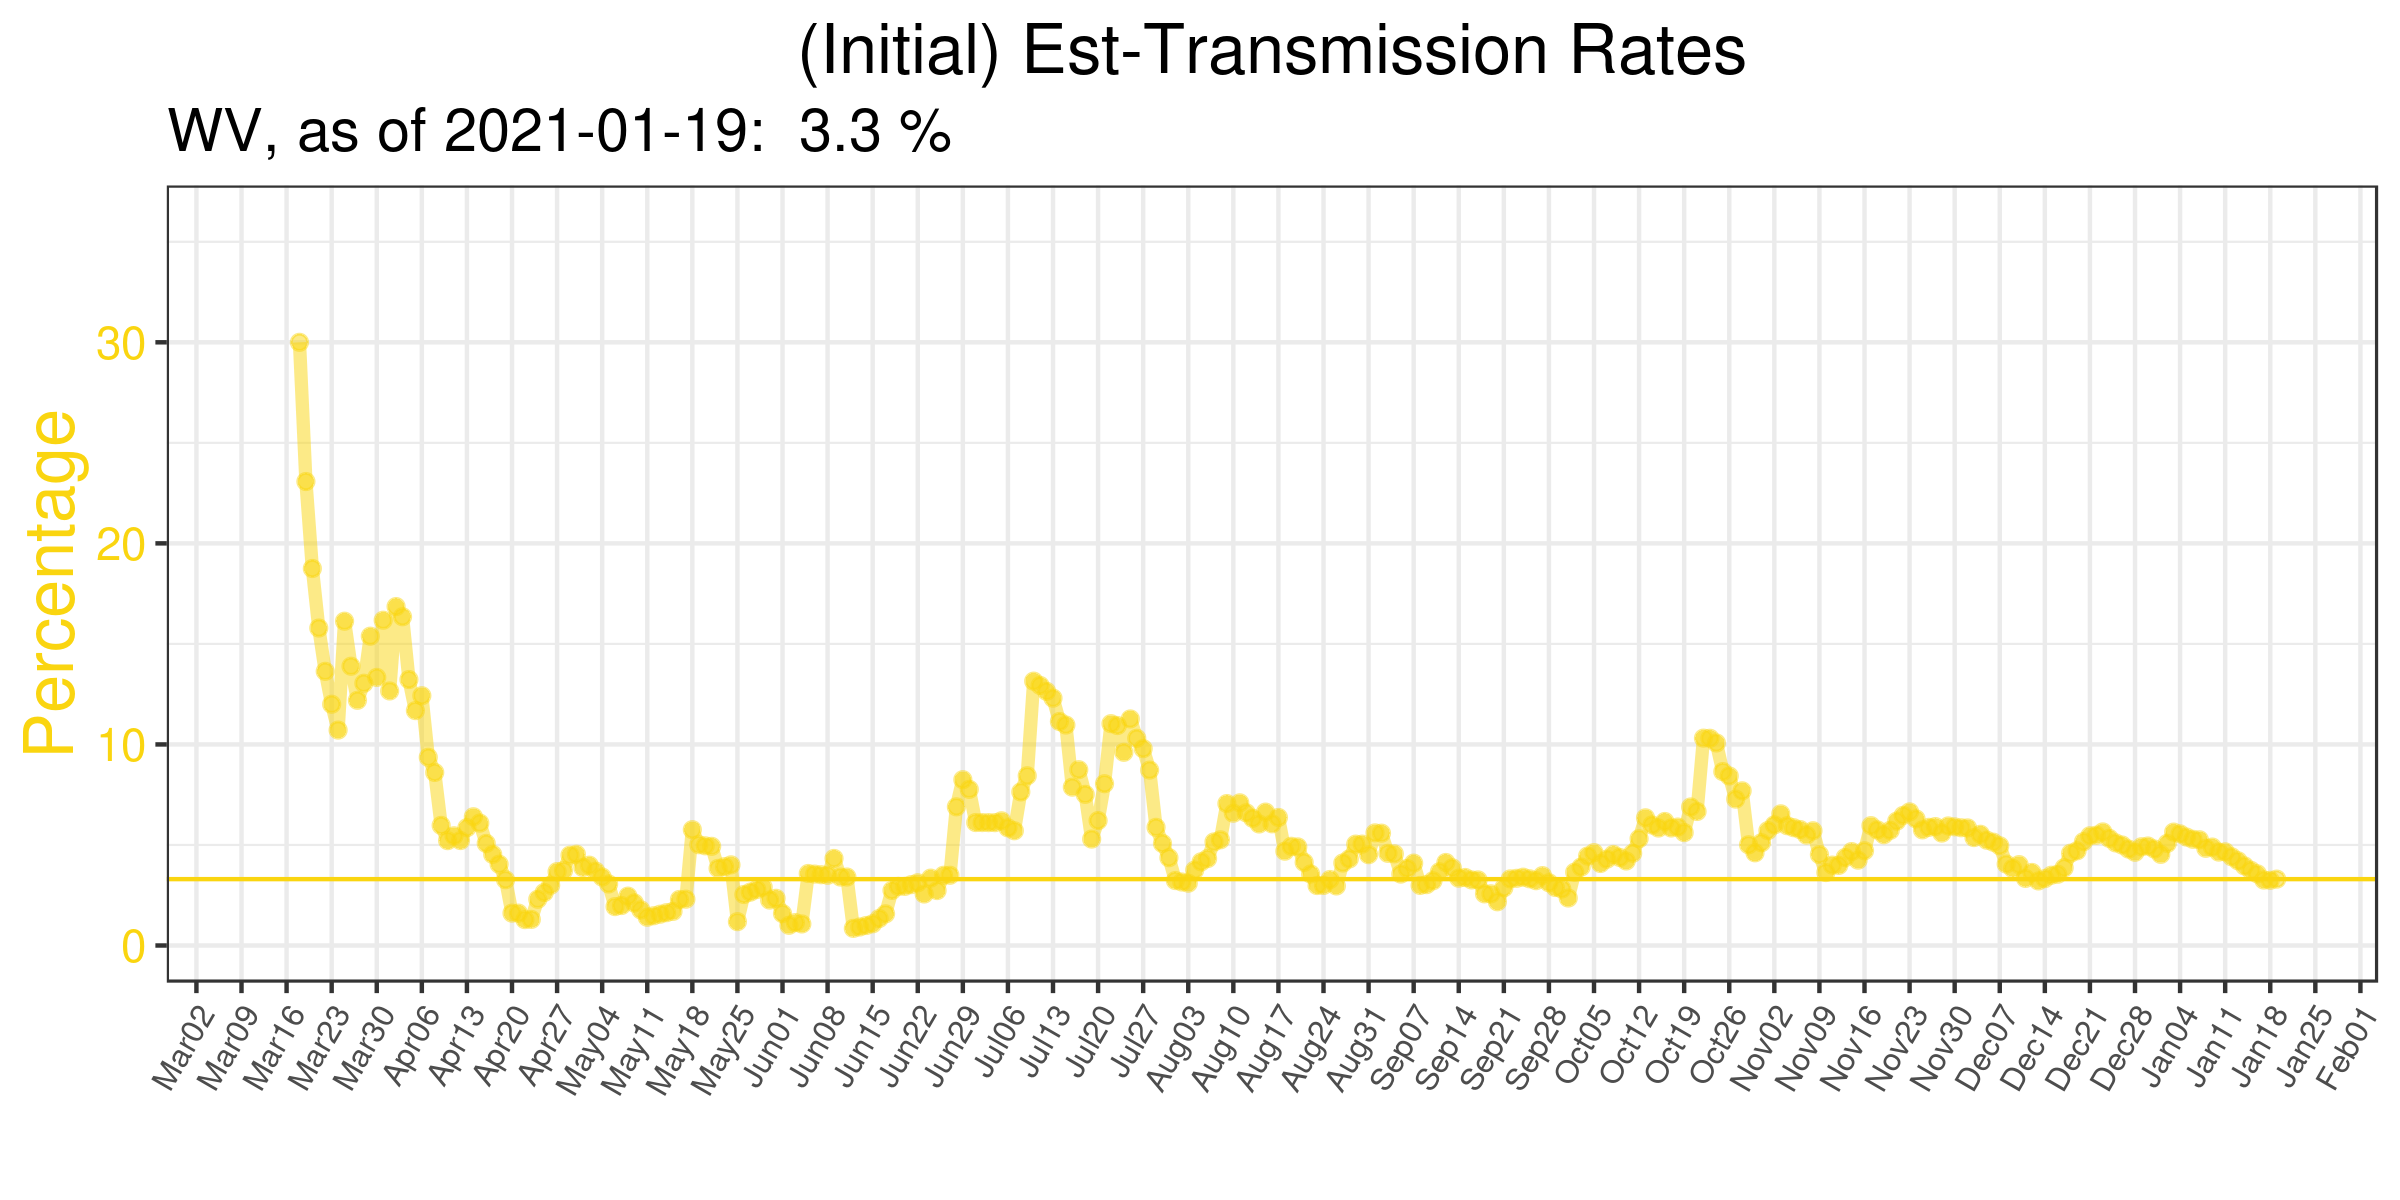 (Initial) Est-Transmission Rates
WV, as of 2021-01-19:  3.3 %
Percentage
30
20
10
0
Mar02 Mar09 Mar16 Mar23 Mar30 Apr06 Apr13 Apr20 Apr27 May04 May11 May18 May25 Jun01 Jun08 Jun15 Jun22 Jun29 Jul06 Jul13 Jul20 Jul27 Aug03 Aug10 Aug17 Aug24 Aug31 Sep07 Sep14 Sep21 Sep28 Oct05 Oct12 Oct19 Oct26 Nov02 Nov09 Nov16 Nov23 Nov30 Dec07 Dec14 Dec21 Dec28 Jan04 Jan11 Jan18 Jan25 Feb01